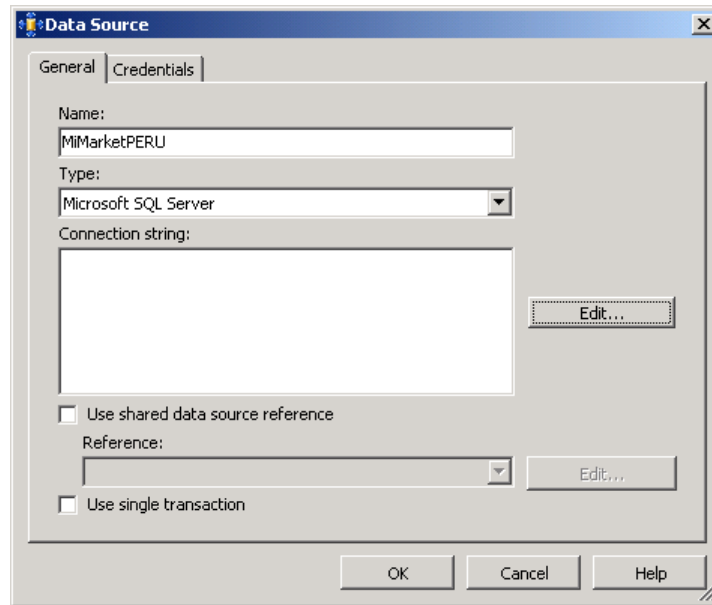 Data Source
General Credentials
Name:
MiMarketPERU
Type:
Microsoft SQL Server
Connection string:
Edit...
Use shared data source reference
Reference:
Edit...
Use single transaction
OK Cancel Help